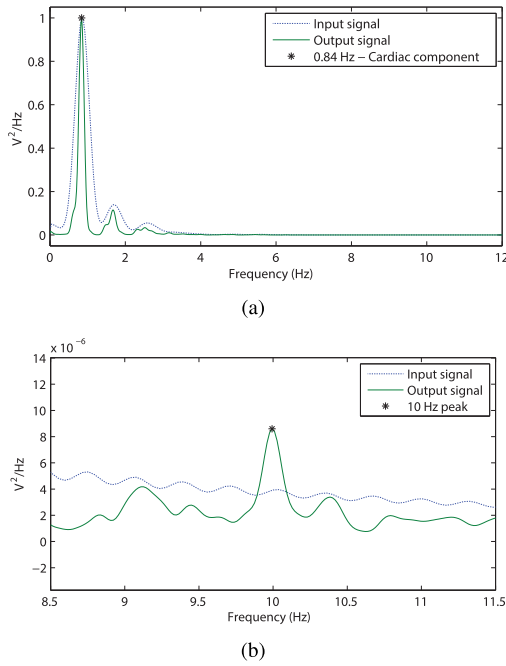 Input signal
Output signal
0.84 Hz – Cardiac component
1
0.8
0.6
0.4
0.2
0
V²/Hz
0 2 4 6 8 10 12
Frequency (Hz)
(a)
x 10⁻⁶
Input signal
Output signal
10 Hz peak
14
12
10
8
6
4
2
0
−2
V²/Hz
8.5 9 9.5 10 10.5 11 11.5
Frequency (Hz)
(b)